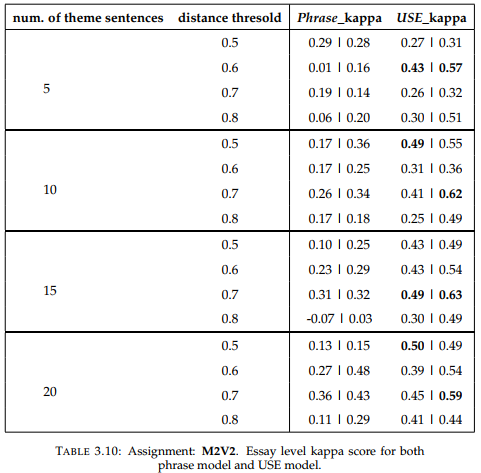 num. of theme sentences distance thresold Phrase_kappa USE_kappa
0.5 0.29 | 0.28 0.27 | 0.31
0.6 0.01 | 0.16 0.43 | 0.57
5
0.7 0.19 | 0.14 0.26 | 0.32
0.8 0.06 | 0.20 0.30 | 0.51
0.5 0.17 | 0.36 0.49 | 0.55
0.6 0.17 | 0.25 0.31 | 0.36
10
0.7 0.26 | 0.34 0.41 | 0.62
0.8 0.17 | 0.18 0.25 | 0.49
0.5 0.10 | 0.25 0.43 | 0.49
0.6 0.23 | 0.29 0.43 | 0.54
15
0.7 0.31 | 0.32 0.49 | 0.63
0.8 -0.07 | 0.03 0.30 | 0.49
0.5 0.13 | 0.15 0.50 | 0.49
0.6 0.27 | 0.48 0.39 | 0.54
20
0.7 0.36 | 0.43 0.45 | 0.59
0.8 0.11 | 0.29 0.41 | 0.44
TABLE 3.10: Assignment: M2V2. Essay level kappa score for both
phrase model and USE model.